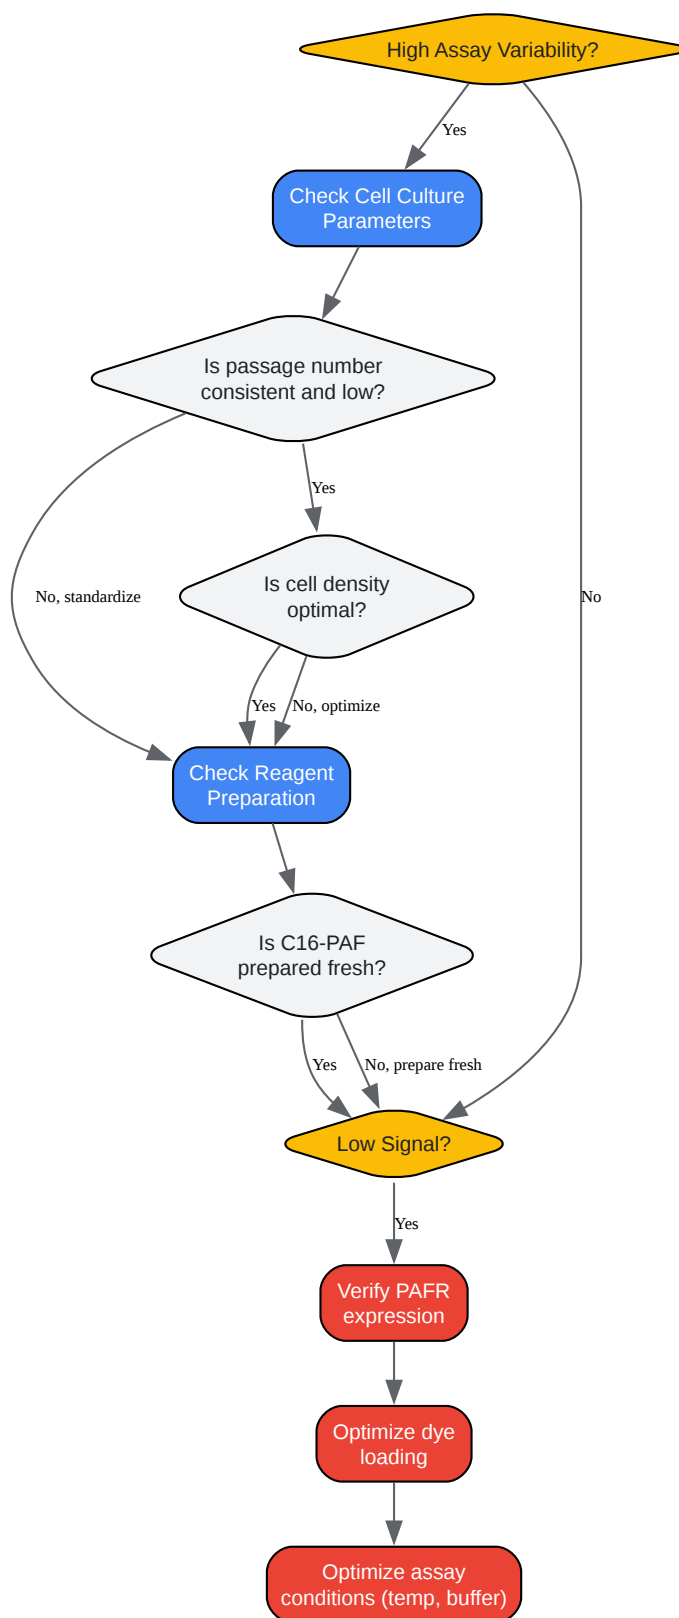 High Assay Variability?
Yes
Check Cell Culture
Parameters
Is passage number
consistent and low?
Yes
Is cell density
optimal?
No, standardize
No
Yes
No, optimize
Check Reagent
Preparation
Is C16-PAF
prepared fresh?
Yes
No, prepare fresh
Low Signal?
Yes
Verify PAFR
expression
Optimize dye
loading
Optimize assay
conditions (temp, buffer)